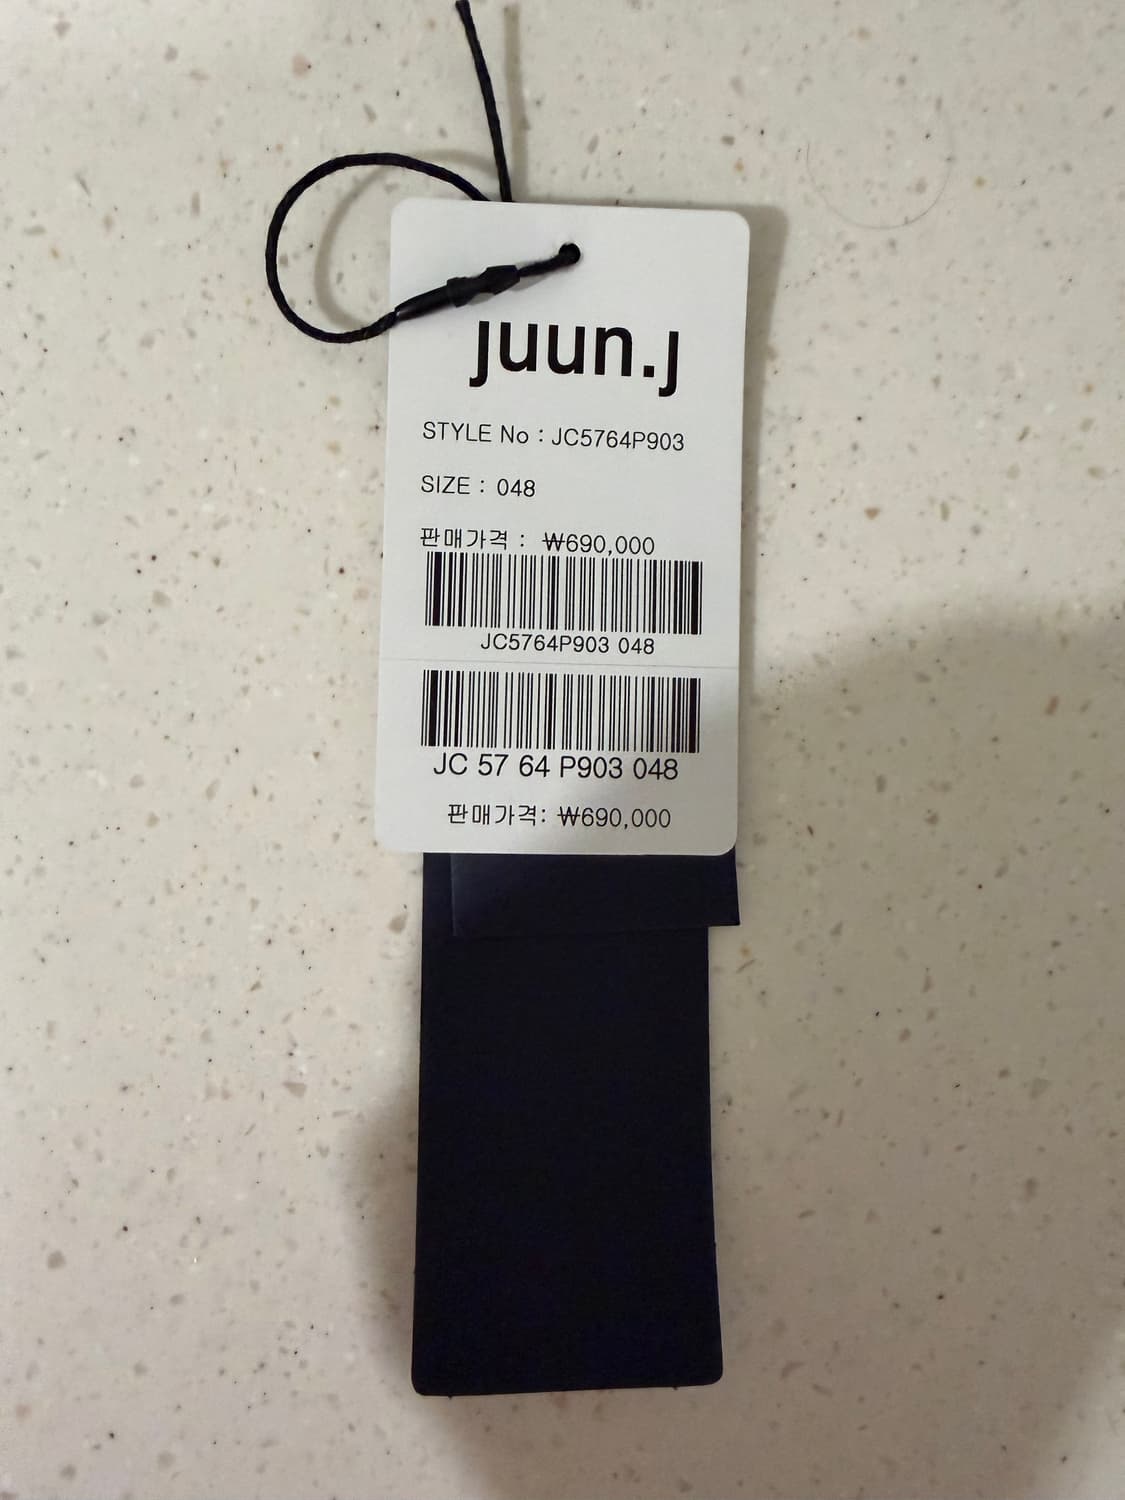 juun.j
STYLE No : JC5764P903
SIZE : 048
판매가격 : ₩690,000
JC5764P903 048
JC 57 64 P903 048
판매가격: ₩690,000